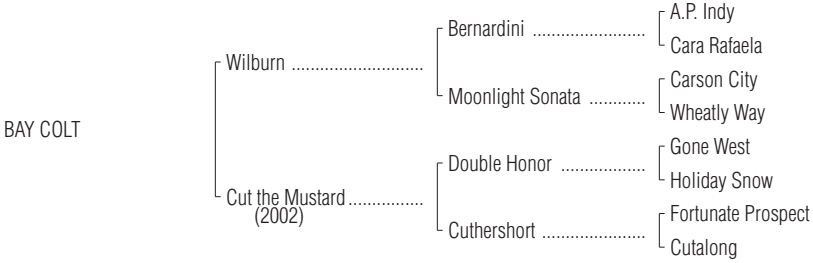 A.P. Indy
Bernardini ........................
Cara Rafaela
Wilburn ............................
Carson City
Moonlight Sonata ............
Wheatly Way
BAY COLT
Gone West
Double Honor ..................
Holiday Snow
Cut the Mustard................
(2002)
Fortunate Prospect
Cuthershort ......................
Cutalong